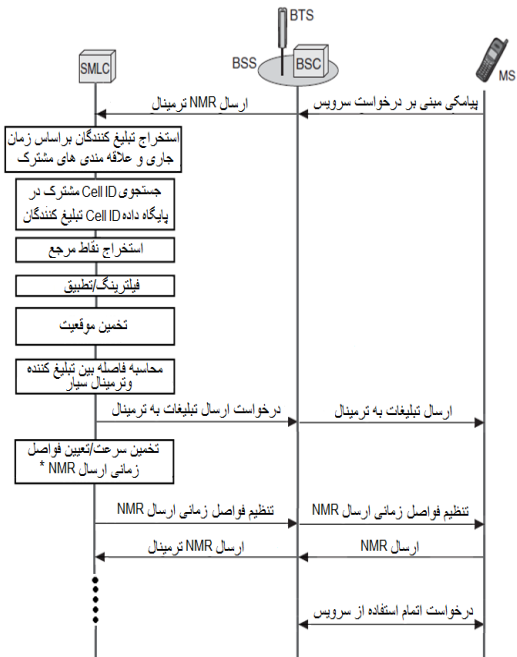 BTS
BSS
BSC
SMLC
MS
پیامکی مبنی بر درخواست سرویس
ارسال NMR ترمینال
استخراج تبلیغ کنندگان براساس زمان
جاری و علاقه مندی های مشترک
جستجوی Cell ID مشترک در
پایگاه داده Cell ID تبلیغ کنندگان
استخراج نقاط مرجع
فیلترینگ/تطبیق
تخمین موقعیت
محاسبه فاصله بین تبلیغ کننده
وترمینال سیار
درخواست ارسال تبلیغات به ترمینال
ارسال تبلیغات به ترمینال
تخمین سرعت/تعیین فواصل
زمانی ارسال NMR *
تنظیم فواصل زمانی ارسال NMR
تنظیم فواصل زمانی ارسال NMR
ارسال NMR ترمینال
ارسال NMR
درخواست اتمام استفاده از سرویس